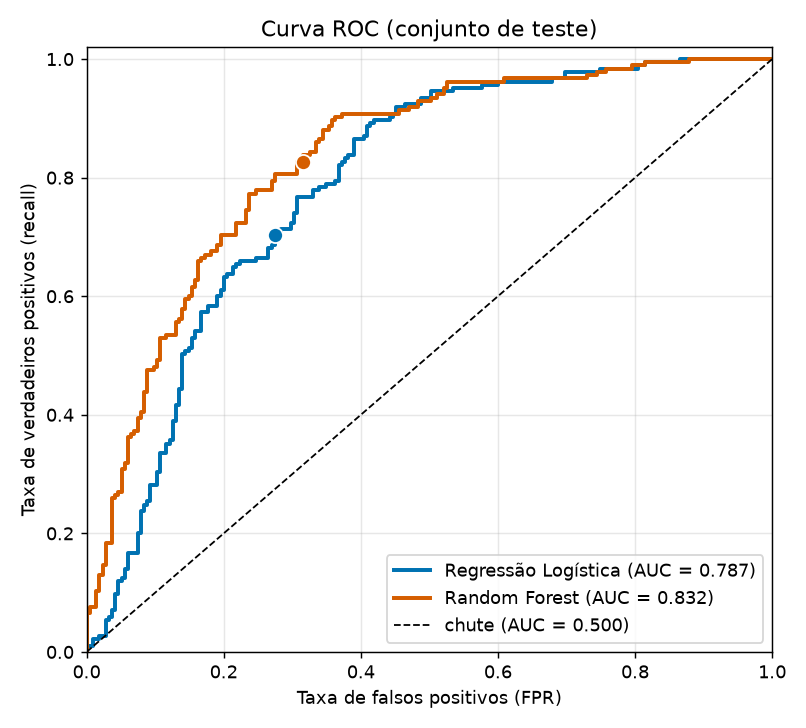 Curva ROC (conjunto de teste)
Taxa de verdadeiros positivos (recall)
1.0
0.8
0.6
0.4
0.2
0.0
Regressão Logística (AUC = 0.787)
Random Forest (AUC = 0.832)
chute (AUC = 0.500)
0.0 0.2 0.4 0.6 0.8 1.0
Taxa de falsos positivos (FPR)